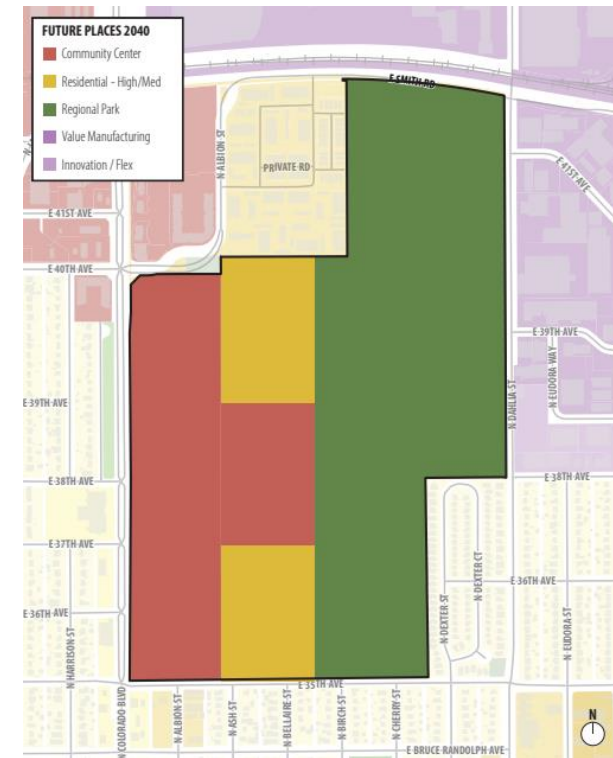 FUTURE PLACES 2040
Community Center
Residential - High/Med
Regional Park
Value Manufacturing
Innovation / Flex
E SMITH RD
N ALBION ST
PRIVATE RD
E 41ST AVE
E 41ST AVE
E 40TH AVE
E 39TH AVE
N EUDORA WAY
E 39TH AVE
N DAHLIA ST
E 38TH AVE
E 38TH AVE
E 37TH AVE
E 36TH AVE
E 36TH AVE
N HARRISON ST
N COLORADO BLVD
N DEXTER ST
N DEXTER CT
N EUDORA ST
E 35TH AVE
N ALBION ST
N ASH ST
N BELLAIRE ST
N BIRCH ST
N CHERRY ST
N
E BRUCE RANDOLPH AVE